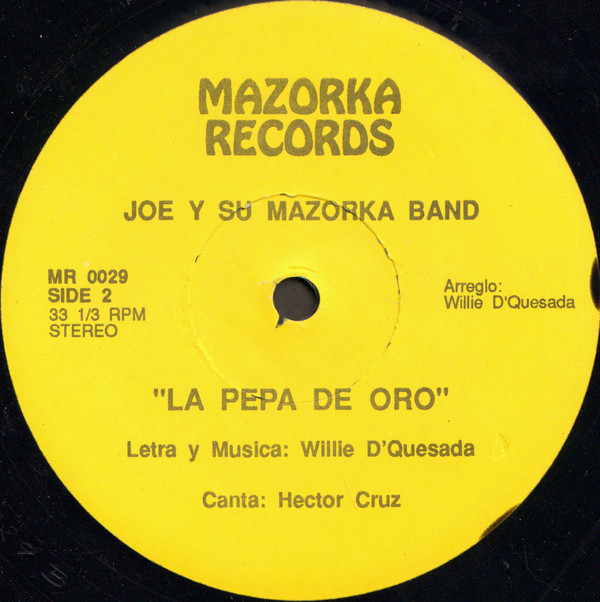 MAZORKA
RECORDS
JOE Y SU MAZORKA BAND
MR 0029
SIDE 2
33 1/3 RPM
STEREO
Arreglo:
Willie D'Quesada
"LA PEPA DE ORO"
Letra y Musica: Willie D'Quesada
Canta: Hector Cruz